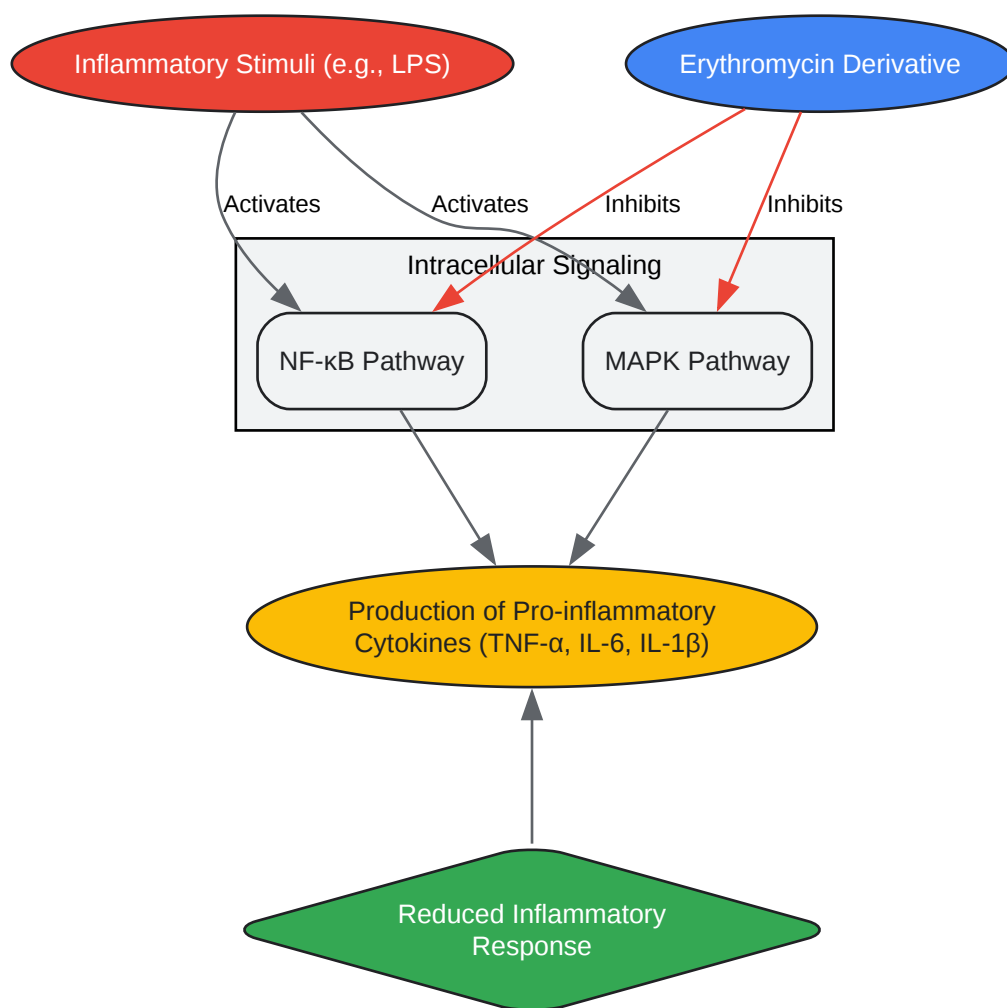 Inflammatory Stimuli (e.g., LPS)
Erythromycin Derivative
Activates
Activates
Inhibits
Inhibits
Intracellular Signaling
NF-κB Pathway
MAPK Pathway
Production of Pro-inflammatory
Cytokines (TNF-α, IL-6, IL-1β)
Reduced Inflammatory
Response